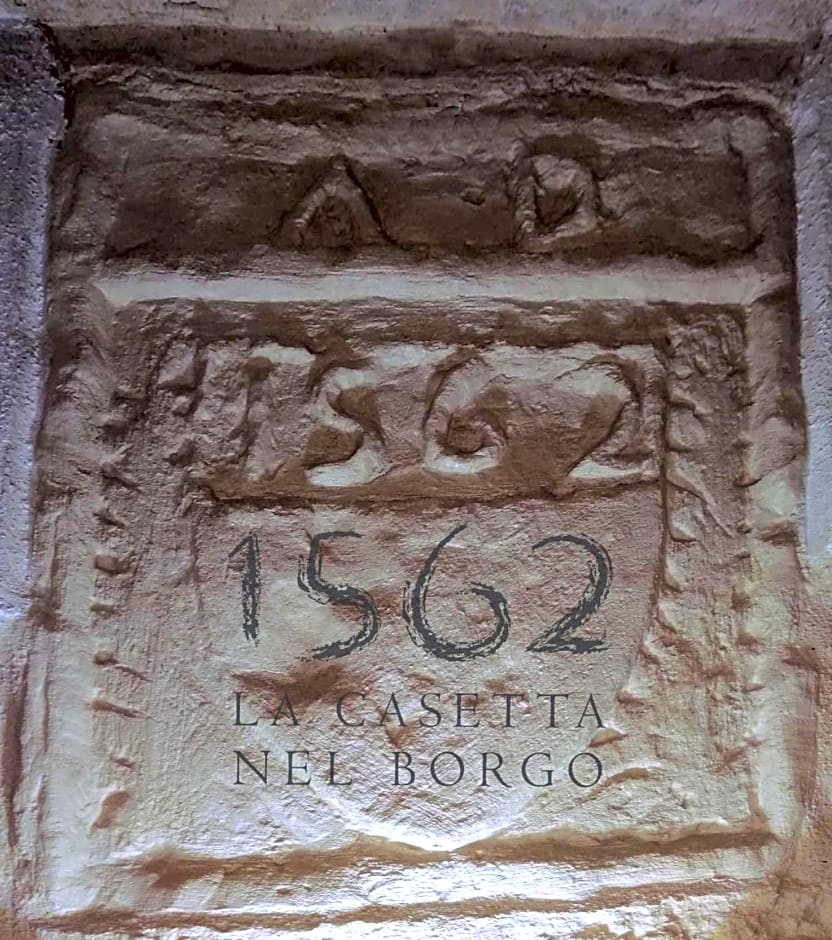 A D
1562
1562
LA CASETTA
NEL BORGO